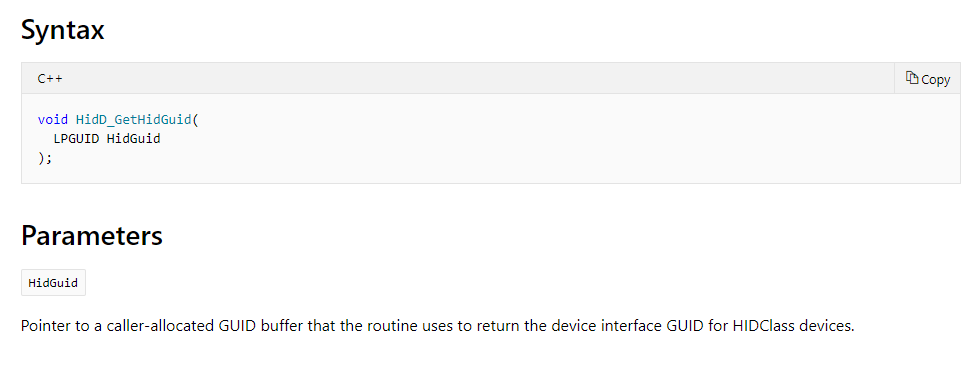 Syntax
C++
Copy
void HidD_GetHidGuid(
  LPGUID HidGuid
);
Parameters
HidGuid
Pointer to a caller-allocated GUID buffer that the routine uses to return the device interface GUID for HIDClass devices.